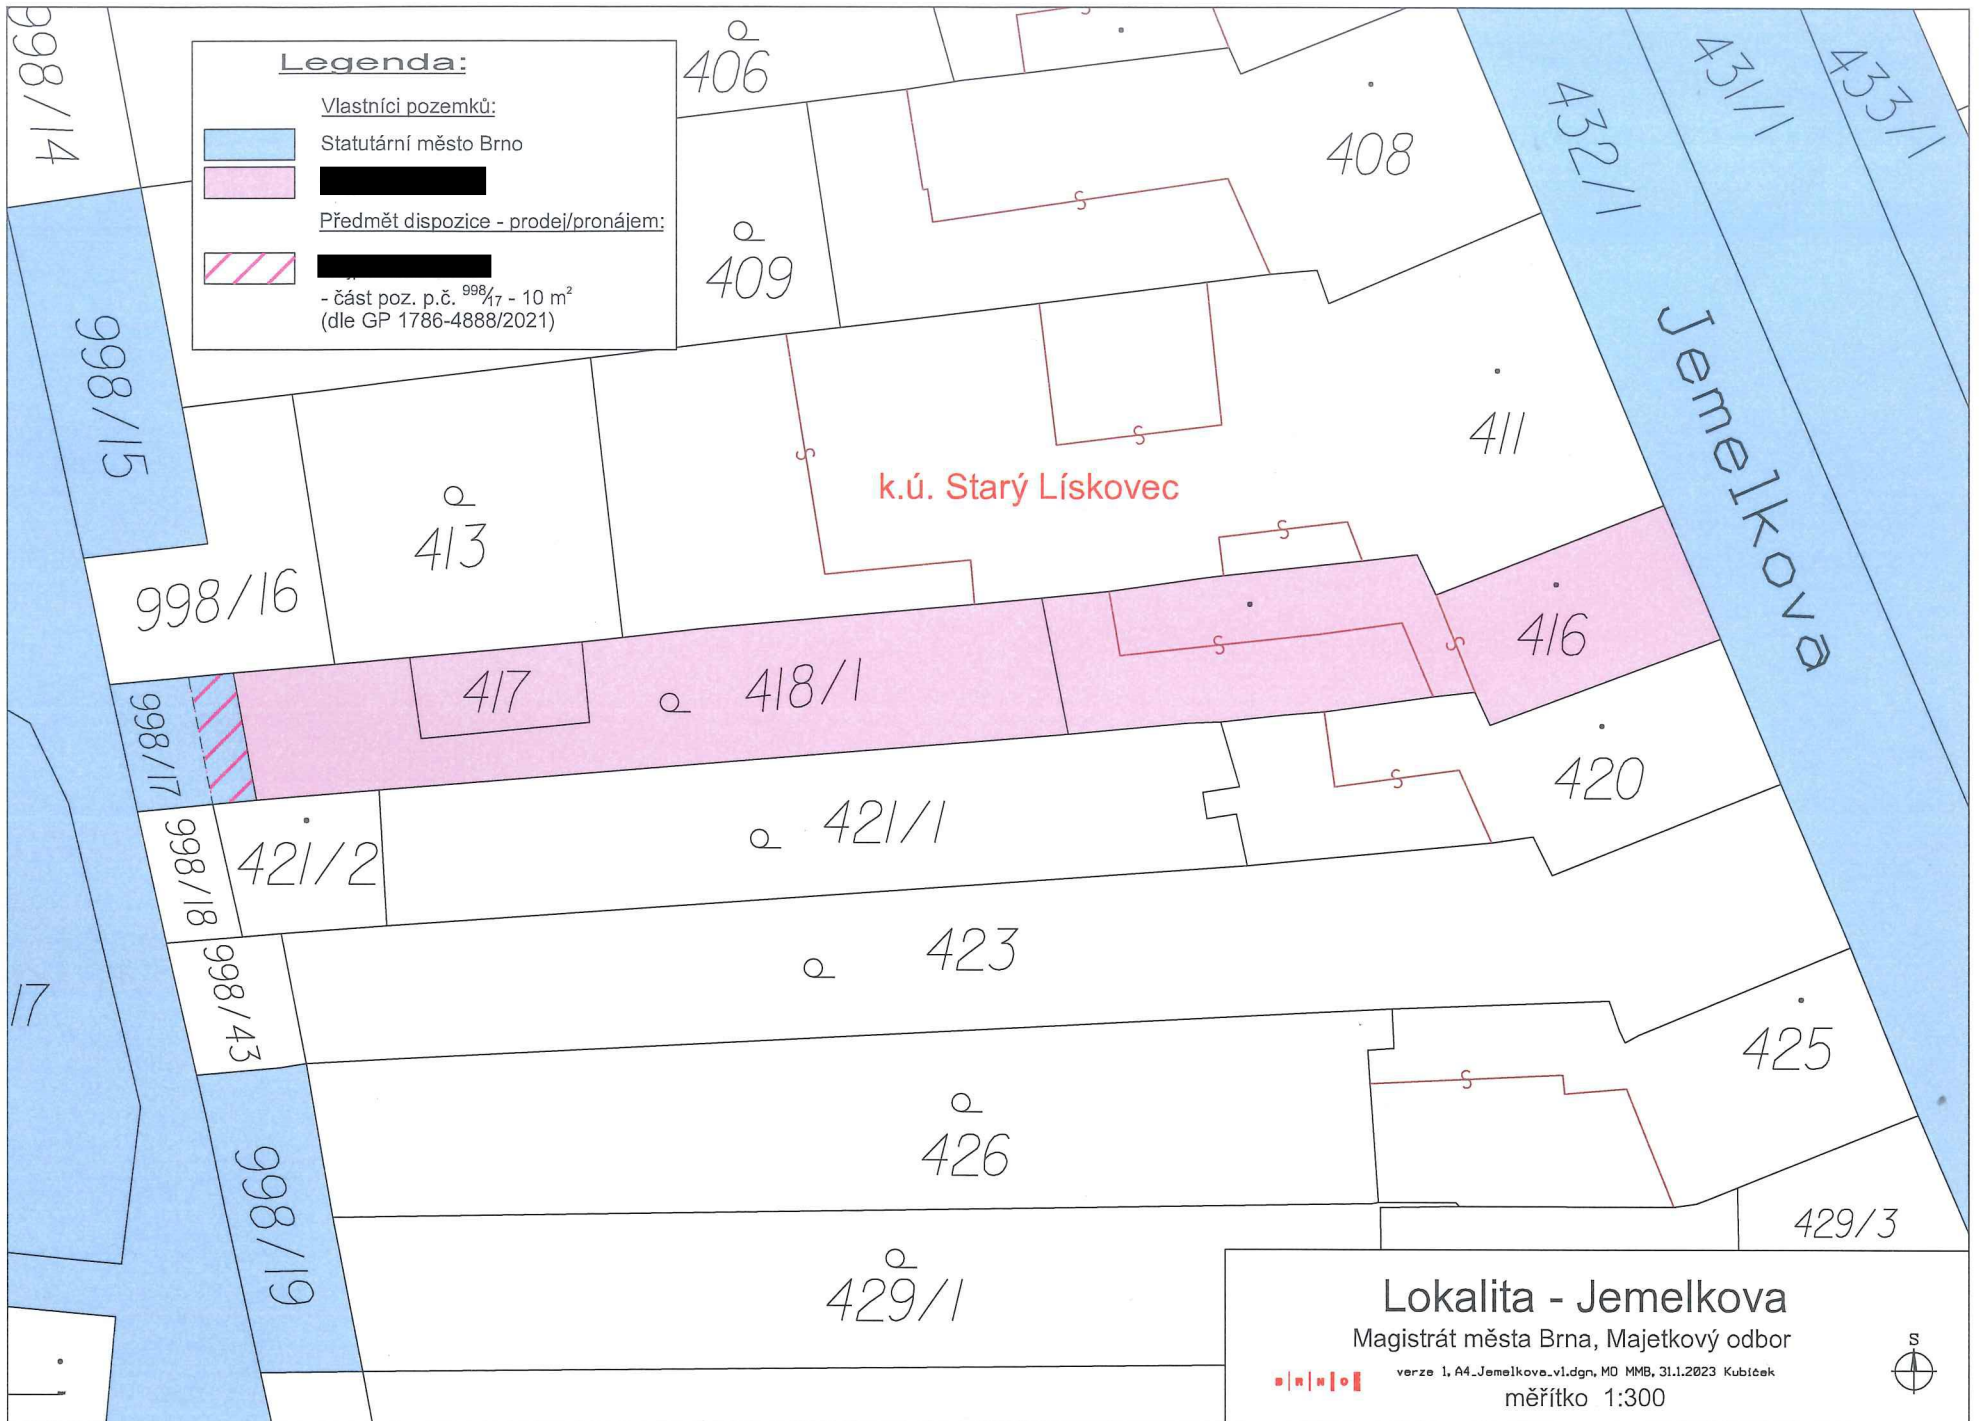 Legenda:
Vlastníci pozemků:
Statutární město Brno
Předmět dispozice - prodej/pronájem:
- část poz. p.č. 998/17 - 10 m²
(dle GP 1786-4888/2021)
998/14
406
408
432/1
431/1
433/1
409
998/15
Jemelkova
411
413
k.ú. Starý Lískovec
998/16
416
417
418/1
998/17
420
421/1
998/18
421/2
423
998/43
17
425
426
998/19
429/3
429/1
Lokalita - Jemelkova
Magistrát města Brna, Majetkový odbor
verze 1, A4_Jemelkova_v1.dgn, MO MMB, 31.1.2023 Kubíček
měřítko 1:300
B|R|N|O
S